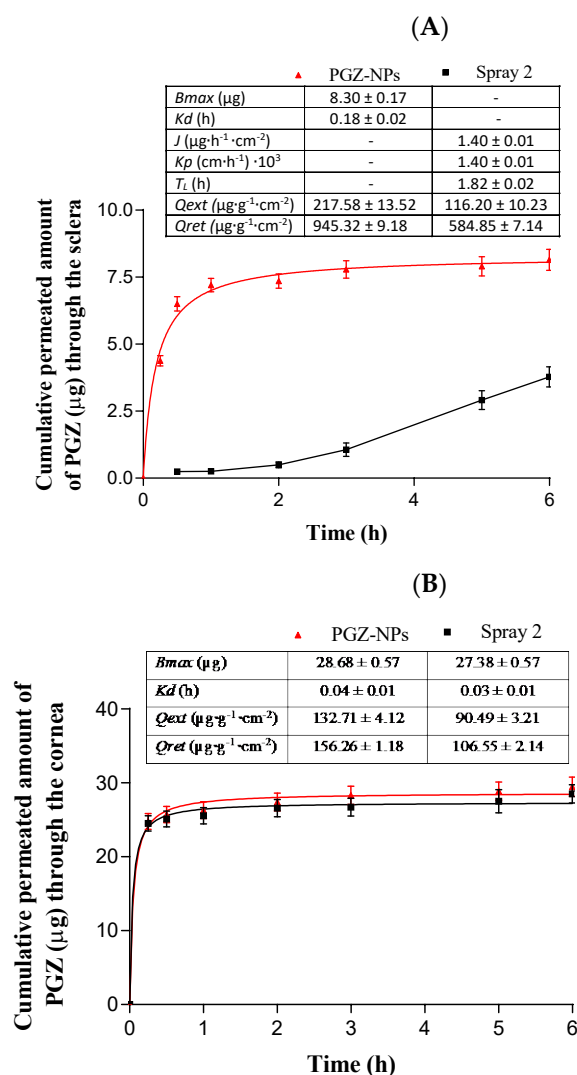 (A)
PGZ-NPs Spray 2
Bmax (µg) 8.30 ± 0.17 -
Kd (h) 0.18 ± 0.02 -
J (µg·h⁻¹ ·cm⁻²) - 1.40 ± 0.01
Kp (cm·h⁻¹) ·10³ - 1.40 ± 0.01
T_L (h) - 1.82 ± 0.02
Qext (µg·g⁻¹·cm⁻²) 217.58 ± 13.52 116.20 ± 10.23
Qret (µg·g⁻¹·cm⁻²) 945.32 ± 9.18 584.85 ± 7.14
Cumulative permeated amount
of PGZ (µg) through the sclera
10.0
7.5
5.0
2.5
0.0
0 2 4 6
Time (h)
(B)
PGZ-NPs Spray 2
Bmax (µg) 28.68 ± 0.57 27.38 ± 0.57
Kd (h) 0.04 ± 0.01 0.03 ± 0.01
Qext (µg·g⁻¹·cm⁻²) 132.71 ± 4.12 90.49 ± 3.21
Qret (µg·g⁻¹·cm⁻²) 156.26 ± 1.18 106.55 ± 2.14
Cumulative permeated amount of
PGZ (µg) through the cornea
40
30
20
10
0
0 1 2 3 4 5 6
Time (h)